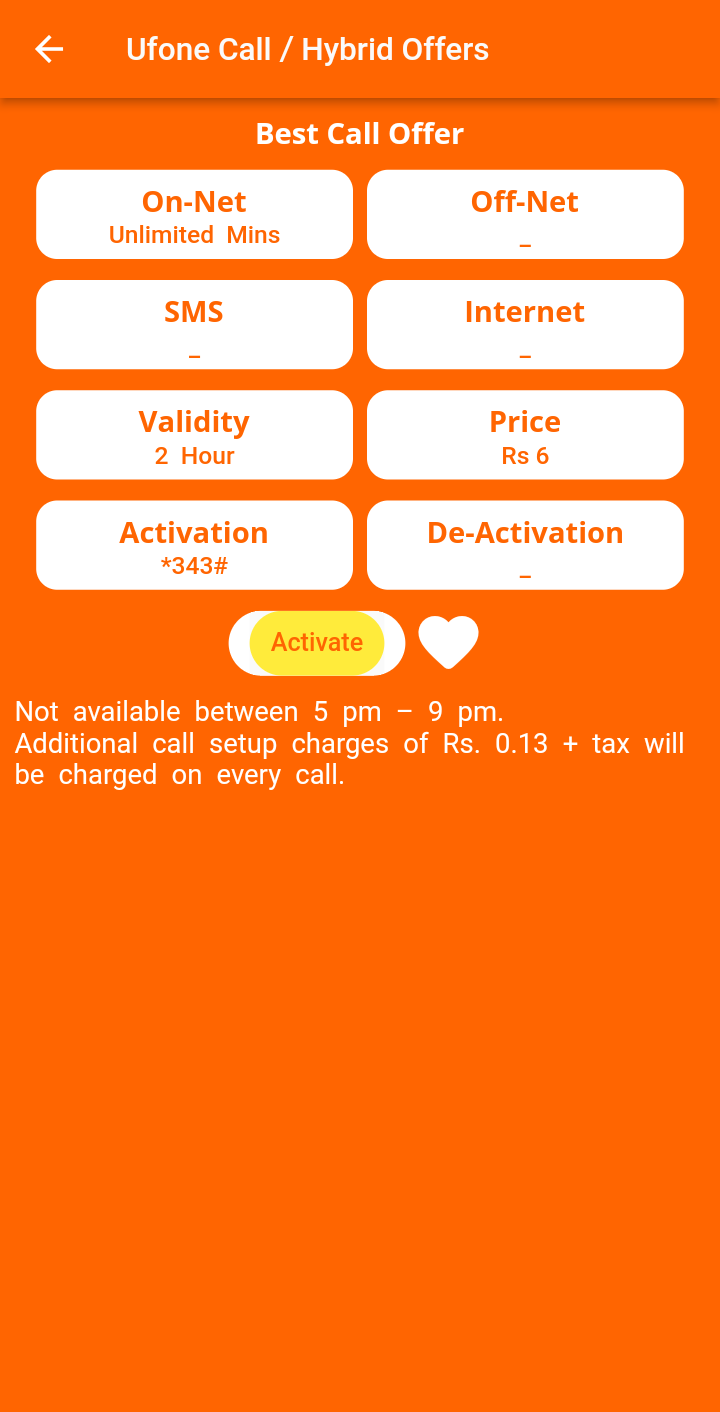 Ufone Call / Hybrid Offers
Best Call Offer
On-Net
Unlimited Mins
Off-Net
_
SMS
_
Internet
_
Validity
2 Hour
Price
Rs 6
Activation
*343#
De-Activation
_
Activate
Not available between 5 pm – 9 pm.
Additional call setup charges of Rs. 0.13 + tax will
be charged on every call.